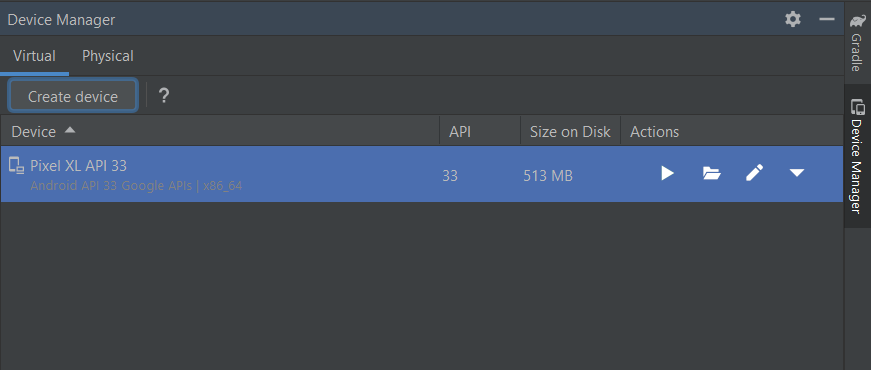 Device Manager
Virtual Physical
Create device ?
Device API Size on Disk Actions
Pixel XL API 33
Android API 33 Google APIs | x86_64
33 513 MB
Gradle
Device Manager